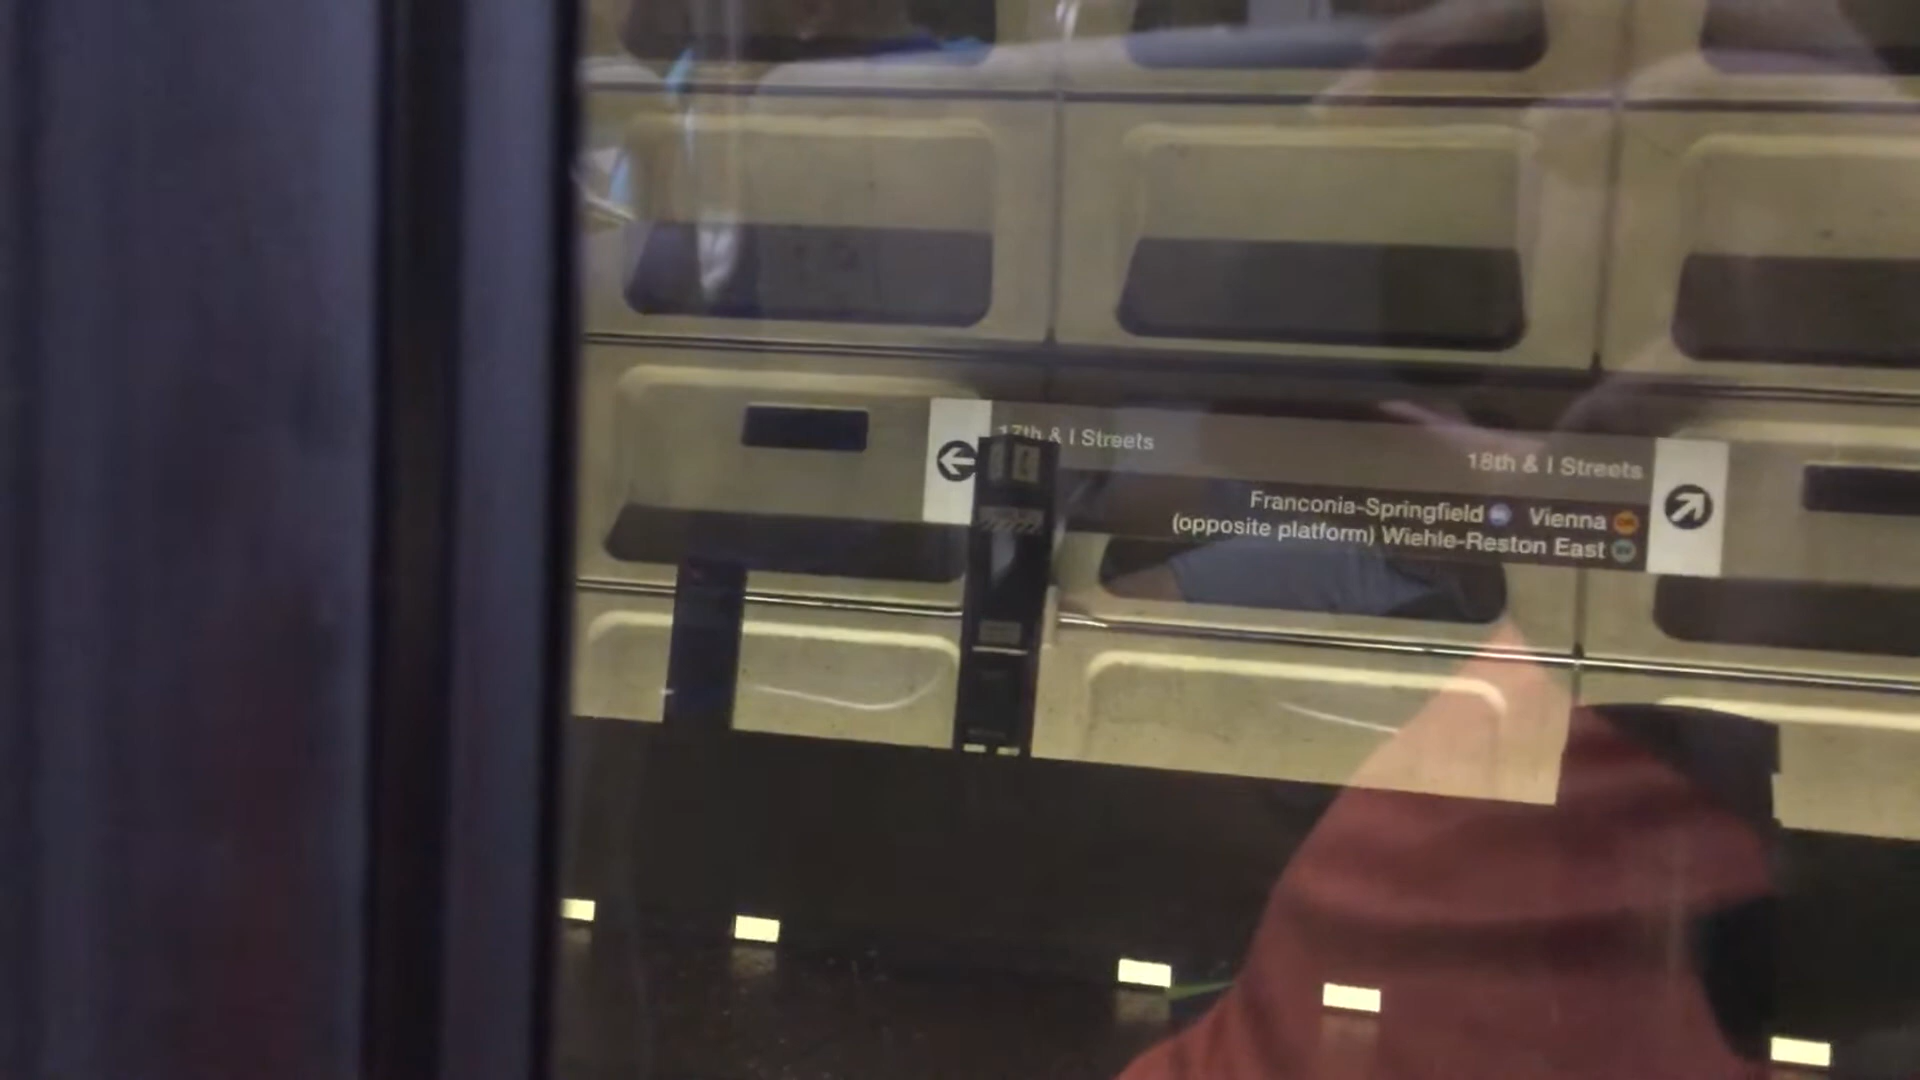 17th & I Streets
18th & I Streets
Franconia-Springfield Vienna
(opposite platform) Wiehle-Reston East